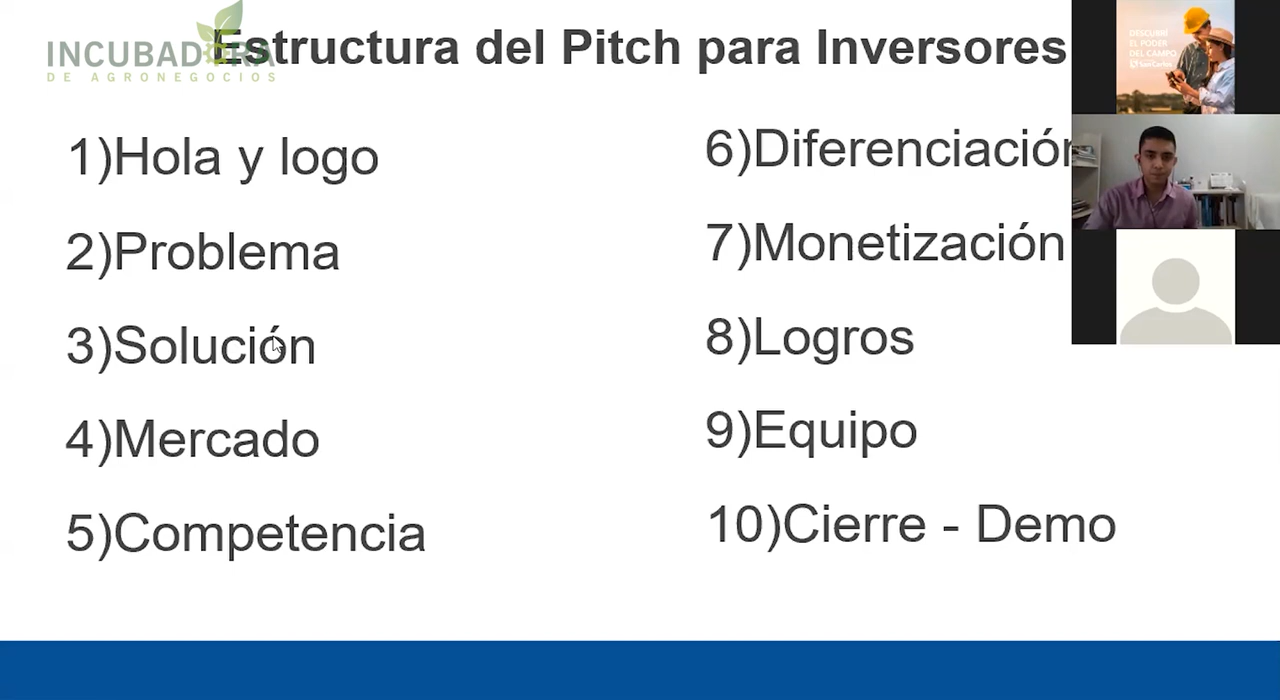 INCUBADORA
DE AGRONEGOCIOS
Estructura del Pitch para Inversores
1)Hola y logo
2)Problema
3)Solución
4)Mercado
5)Competencia
6)Diferenciación
7)Monetización
8)Logros
9)Equipo
10)Cierre - Demo
DESCUBRÍ
EL PODER
DEL CAMPO
SanCarlos